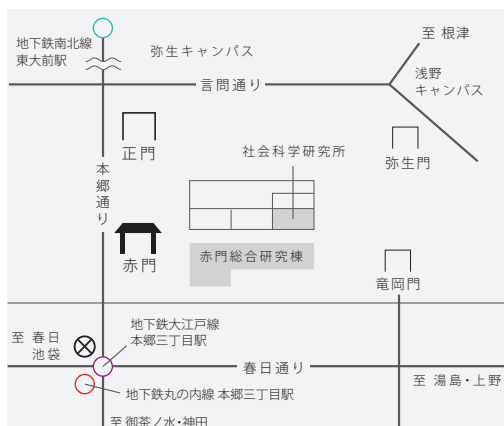 地下鉄南北線
東大前駅
弥生キャンパス
至 根津
浅野
キャンパス
言問通り
正門
社会科学研究所
弥生門
本郷通り
赤門
赤門総合研究棟
竜岡門
至 春日
池袋
地下鉄大江戸線
本郷三丁目駅
春日通り
至 湯島・上野
地下鉄丸の内線 本郷三丁目駅
至 御茶ノ水・神田